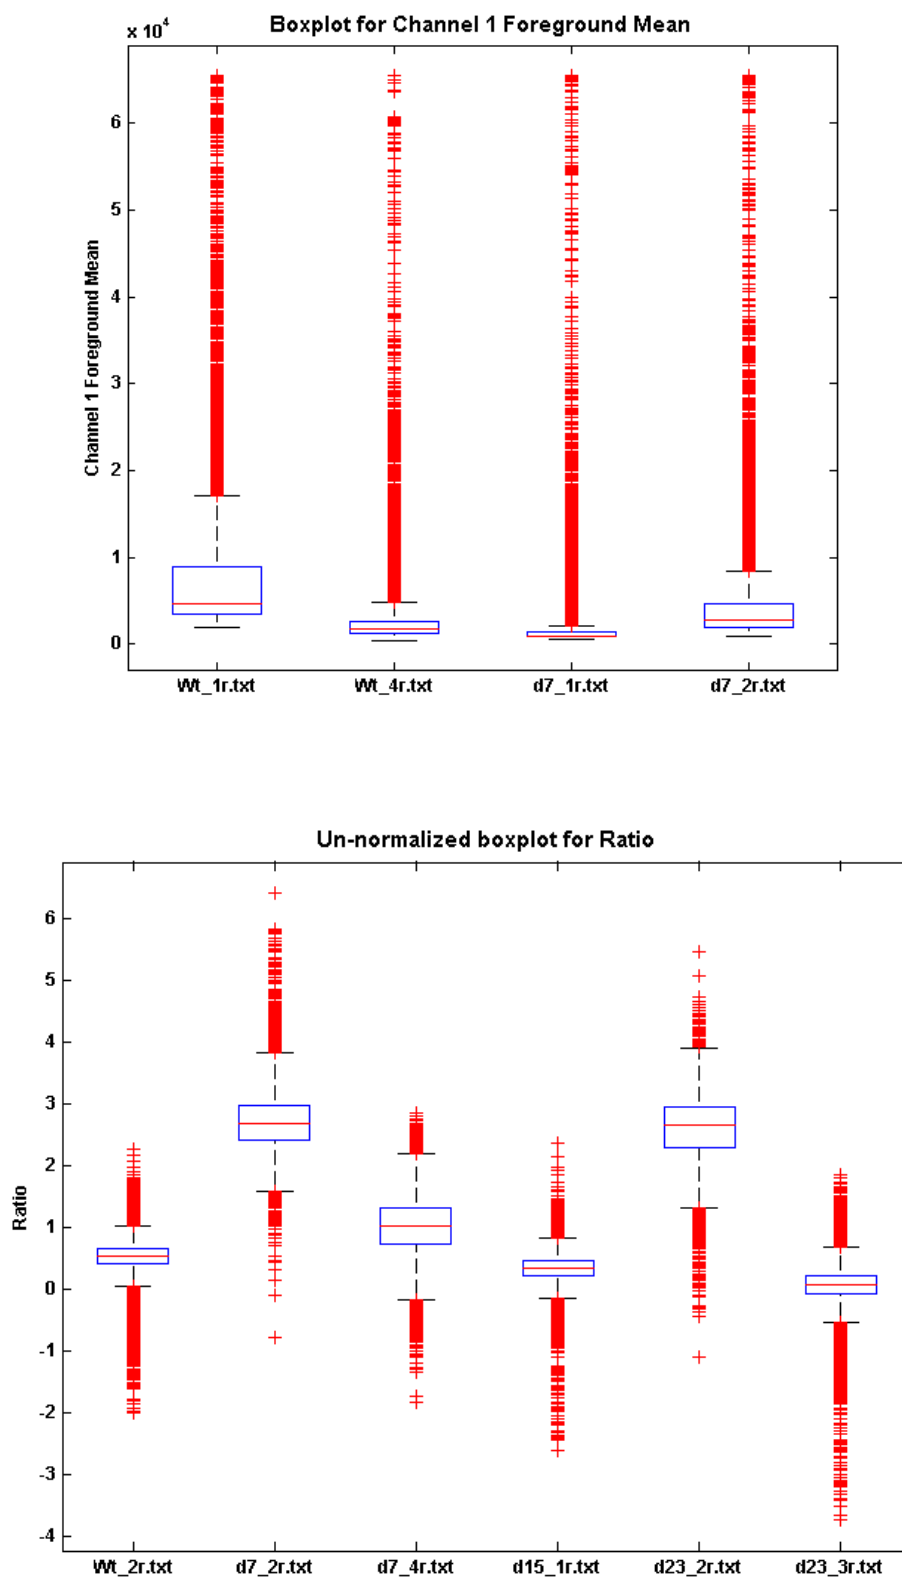 Boxplot for Channel 1 Foreground Mean
x 10⁴
6
5
4
3
2
1
0
Channel 1 Foreground Mean
Wt_1r.txt Wt_4r.txt d7_1r.txt d7_2r.txt
Un-normalized boxplot for Ratio
6
5
4
3
2
1
0
-1
-2
-3
-4
Ratio
Wt_2r.txt d7_2r.txt d7_4r.txt d15_1r.txt d23_2r.txt d23_3r.txt